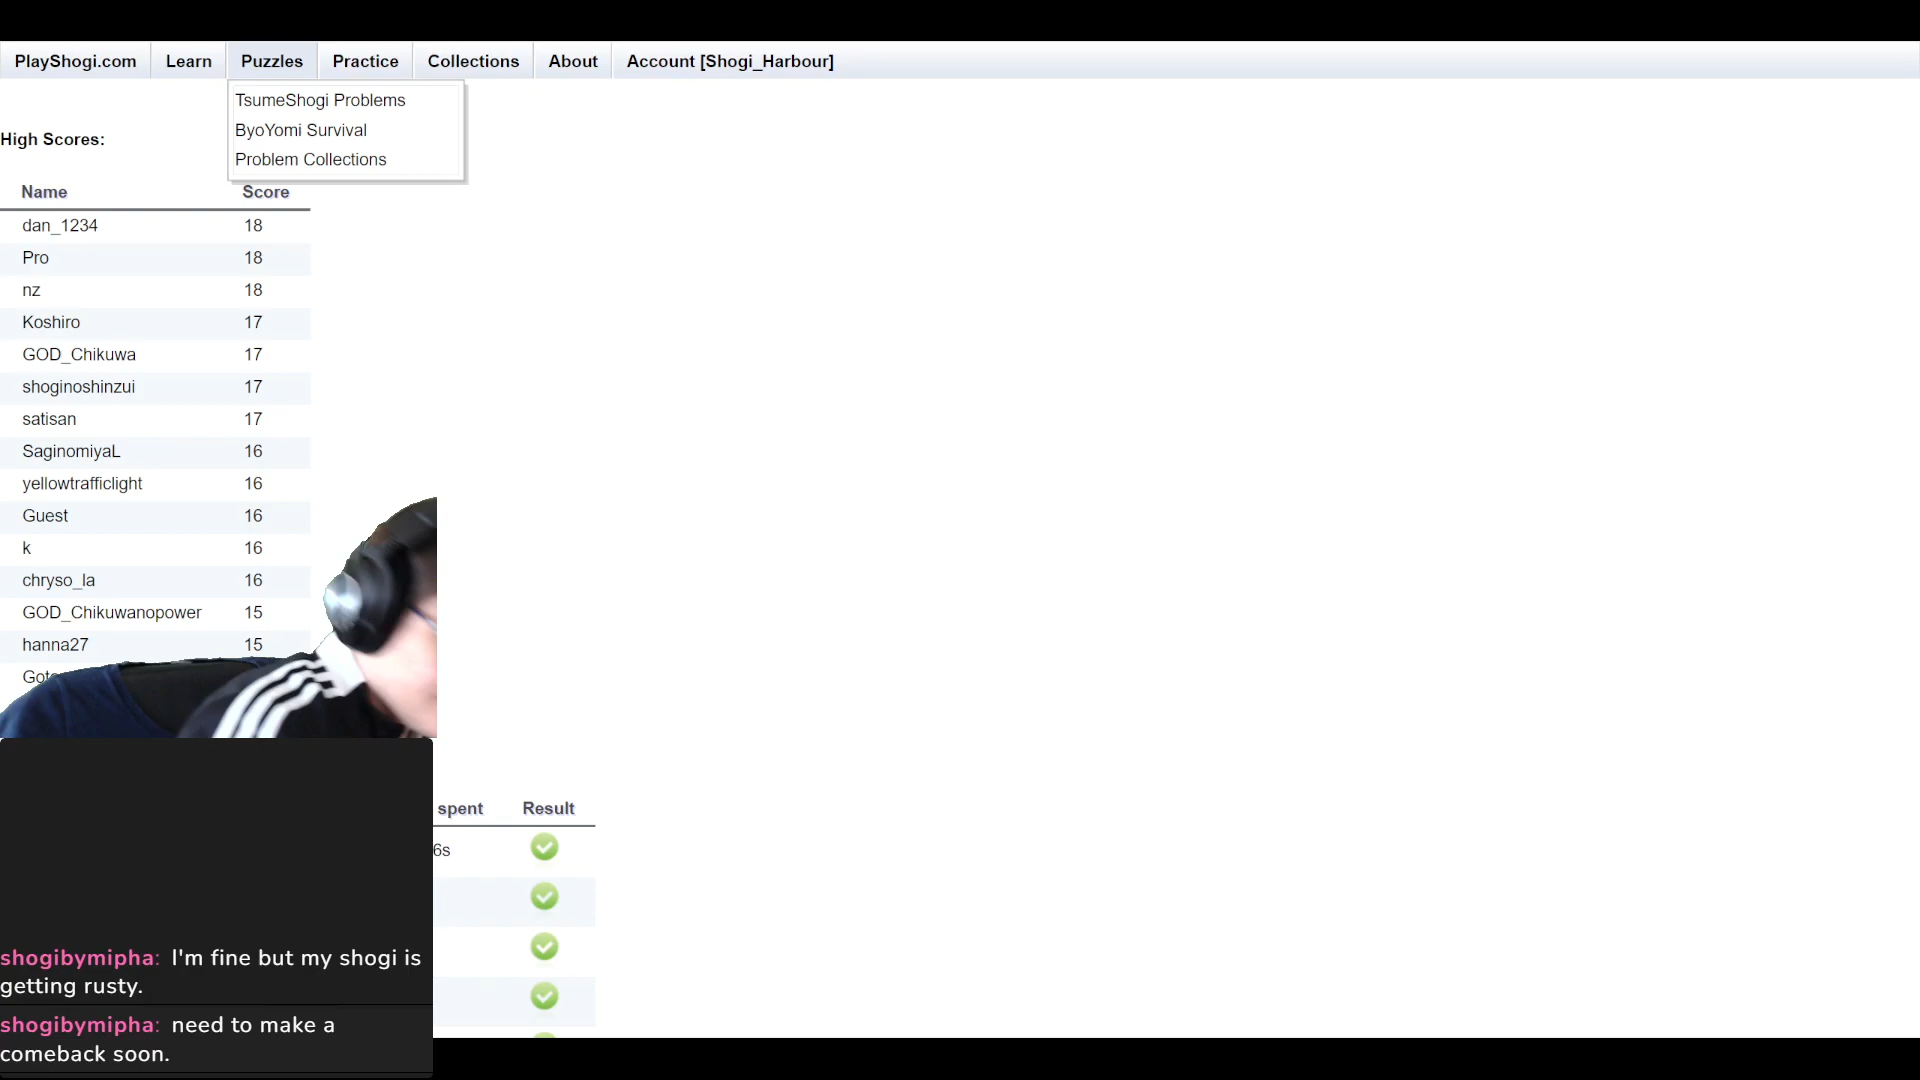 PlayShogi.com Learn Puzzles Practice Collections About Account [Shogi_Harbour]
TsumeShogi Problems
ByoYomi Survival
Problem Collections
High Scores:
Name Score
dan_1234 18
Pro 18
nz 18
Koshiro 17
GOD_Chikuwa 17
shoginoshinzui 17
satisan 17
SaginomiyaL 16
yellowtrafficlight 16
Guest 16
k 16
chryso_la 16
GOD_Chikuwanopower 15
hanna27 15
spent Result
6s
shogibymipha: I'm fine but my shogi is
getting rusty.
shogibymipha: need to make a
comeback soon.